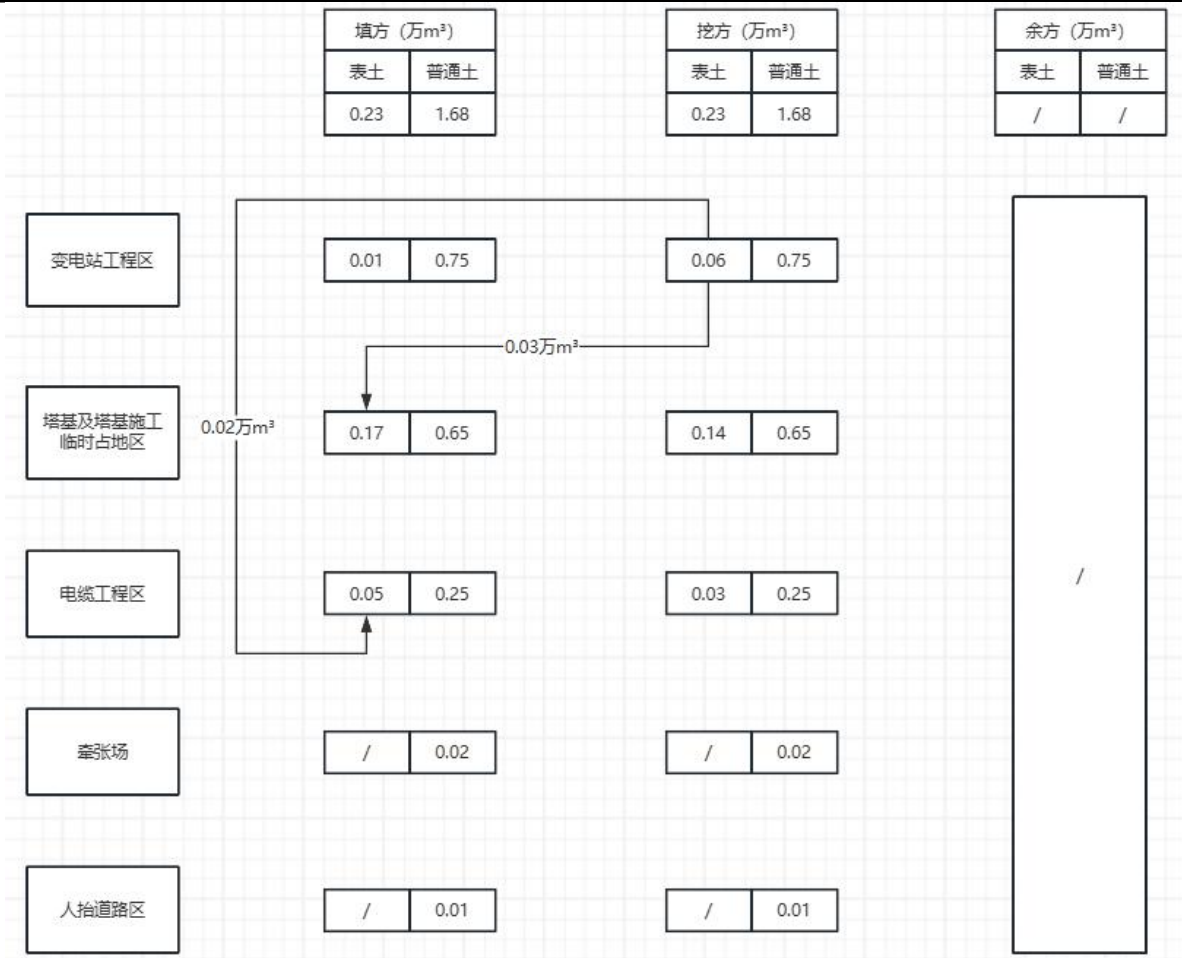 填方（万m³） 挖方（万m³） 余方（万m³）
表土 普通土 表土 普通土 表土 普通土
0.23 1.68 0.23 1.68 / /
变电站工程区 0.01 0.75 0.06 0.75
0.03万m³
塔基及塔基施工
临时占地区
0.02万m³ 0.17 0.65 0.14 0.65
电缆工程区 0.05 0.25 0.03 0.25 /
牵张场 / 0.02 / 0.02
人抬道路区 / 0.01 / 0.01